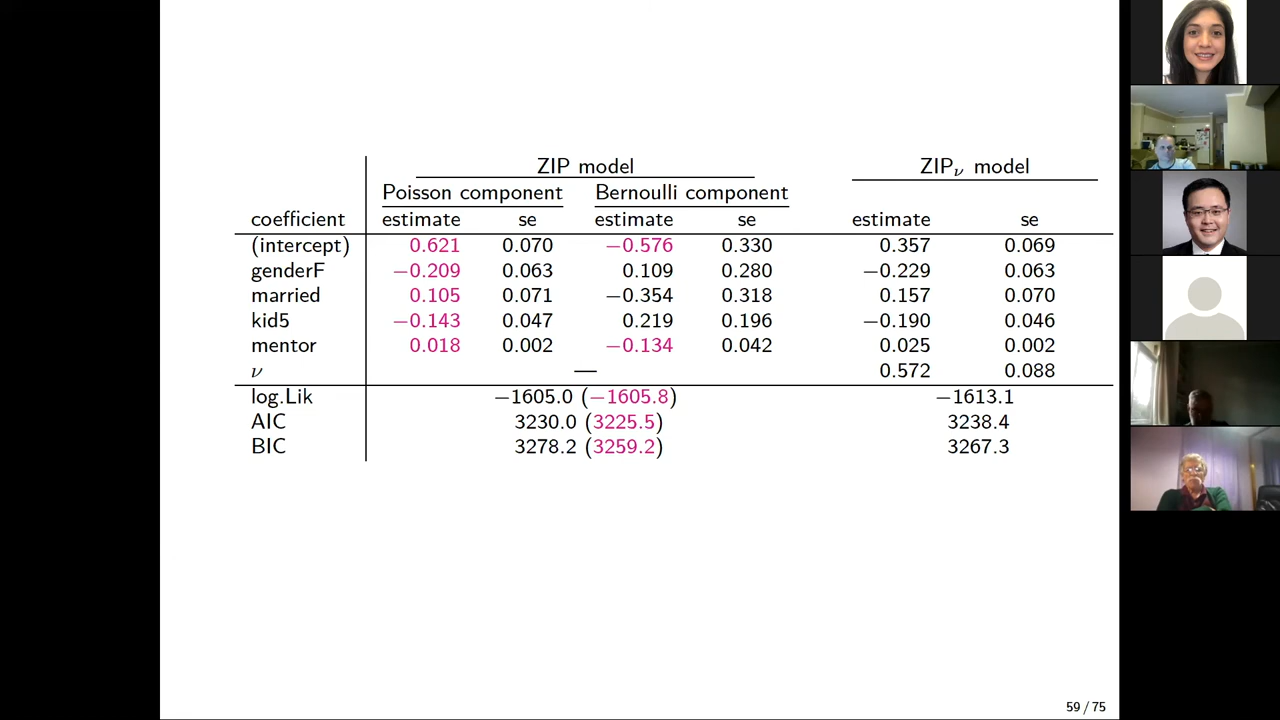 ZIP model ZIPν model
Poisson component Bernoulli component
coefficient estimate se estimate se estimate se
(intercept) 0.621 0.070 −0.576 0.330 0.357 0.069
genderF −0.209 0.063 0.109 0.280 −0.229 0.063
married 0.105 0.071 −0.354 0.318 0.157 0.070
kid5 −0.143 0.047 0.219 0.196 −0.190 0.046
mentor 0.018 0.002 −0.134 0.042 0.025 0.002
ν — 0.572 0.088
log.Lik −1605.0 (−1605.8) −1613.1
AIC 3230.0 (3225.5) 3238.4
BIC 3278.2 (3259.2) 3267.3
59 / 75